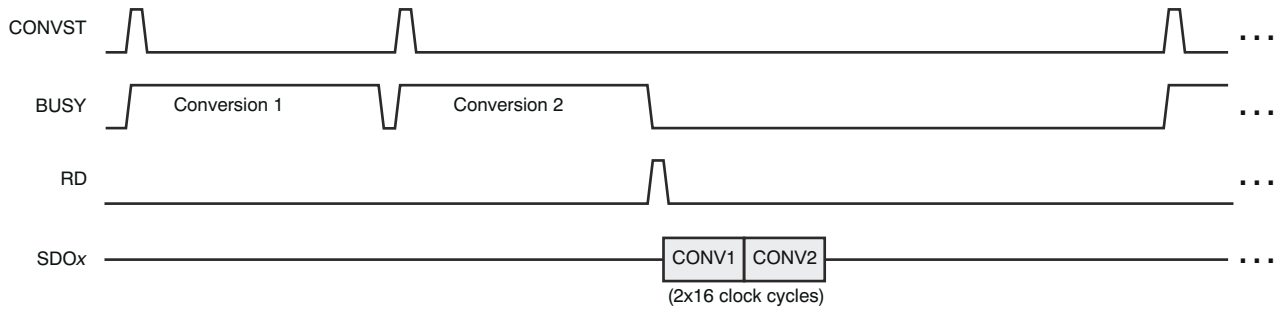 CONVST
...
BUSY
Conversion 1
Conversion 2
...
RD
...
SDOx
CONV1
CONV2
...
(2x16 clock cycles)